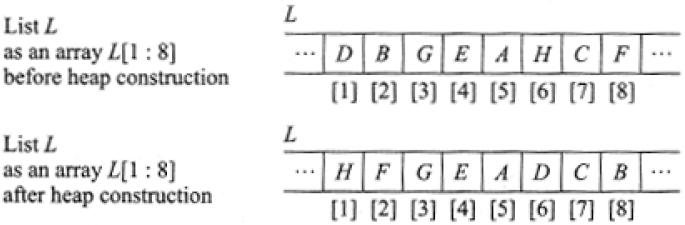 List L
as an array L[1 : 8]
before heap construction
L
··· D B G E A H C F ···
[1] [2] [3] [4] [5] [6] [7] [8]
List L
as an array L[1 : 8]
after heap construction
L
··· H F G E A D C B ···
[1] [2] [3] [4] [5] [6] [7] [8]